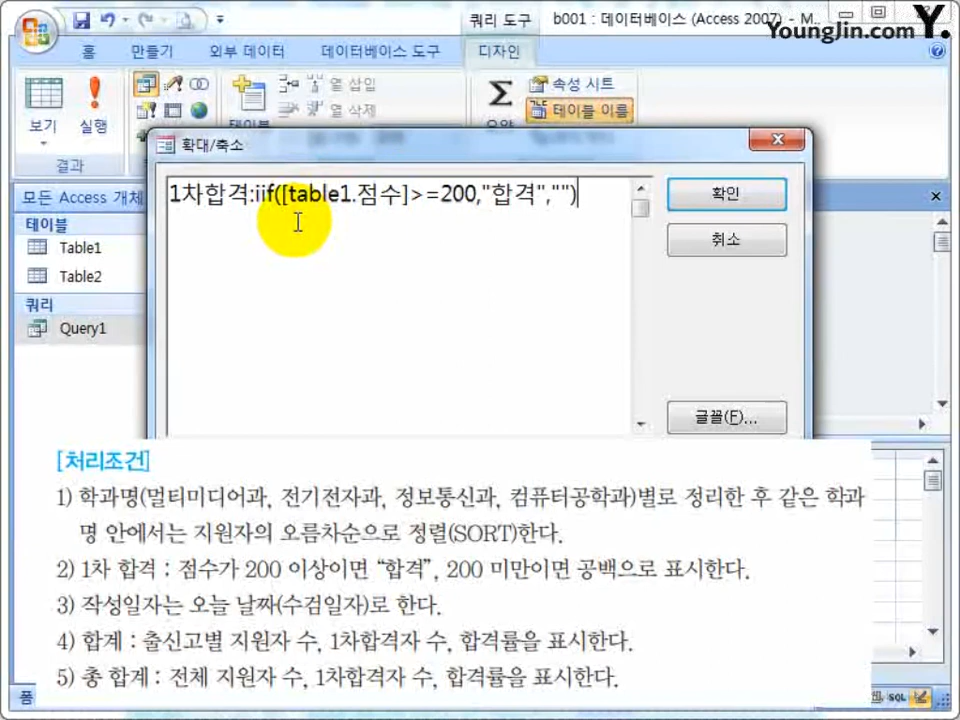 쿼리 도구
b001 : 데이터베이스 (Access 2007) - M..
Y.
YoungJin.com
홈 만들기 외부 데이터 데이터베이스 도구 디자인
보기
실행
결과
열 삽입
열 삭제
속성 시트
테이블 이름
확대/축소
모든 Access 개체
테이블
Table1
Table2
쿼리
Query1
1차합격:iif([table1.점수]>=200,"합격","")
확인
취소
글꼴(F)...
[처리조건]
1) 학과명(멀티미디어과, 전기전자과, 정보통신과, 컴퓨터공학과)별로 정리한 후 같은 학과
명 안에서는 지원자의 오름차순으로 정렬(SORT)한다.
2) 1차 합격 : 점수가 200 이상이면 “합격”, 200 미만이면 공백으로 표시한다.
3) 작성일자는 오늘 날짜(수검일자)로 한다.
4) 합계 : 출신고별 지원자 수, 1차합격자 수, 합격률을 표시한다.
5) 총 합계 : 전체 지원자 수, 1차합격자 수, 합격률을 표시한다.
폼
SQL